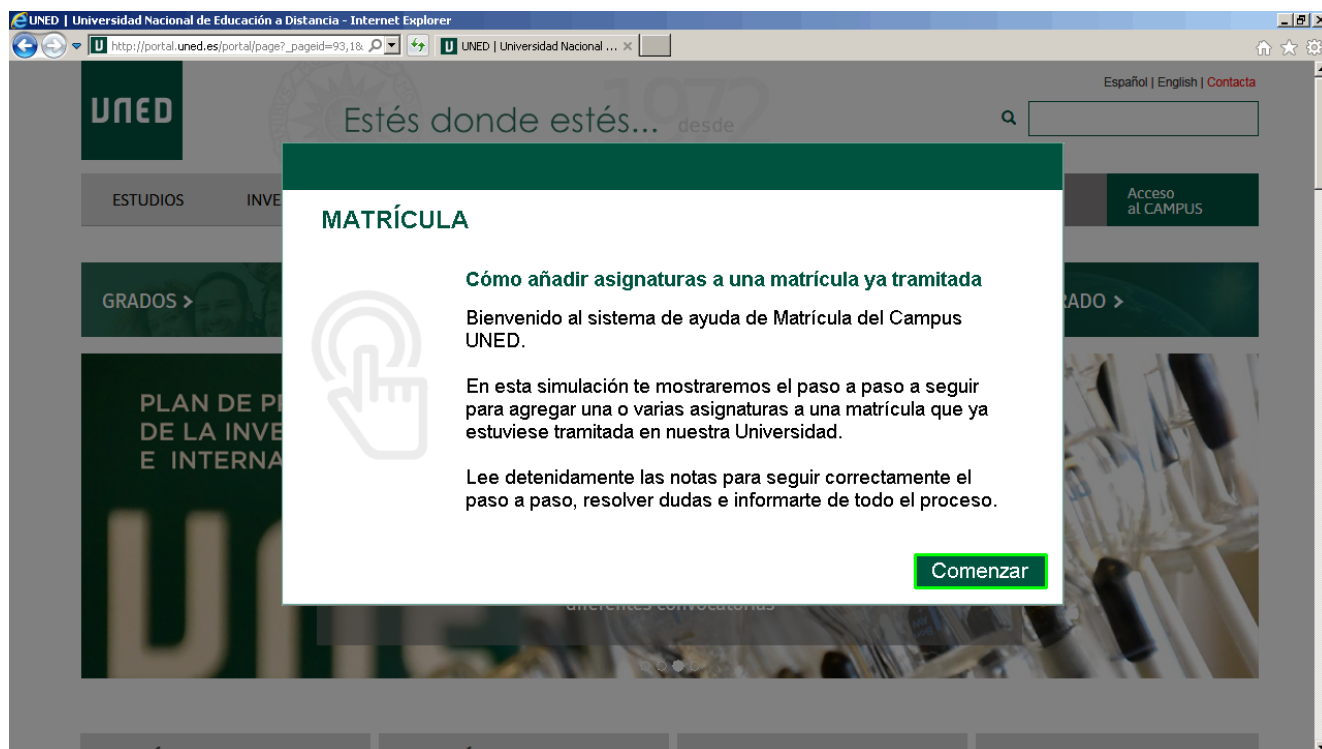 UNED | Universidad Nacional de Educación a Distancia - Internet Explorer
http://portal.uned.es/portal/page?_pageid=93,18
UNED | Universidad Nacional ...
Español | English | Contacta
UNED
Estés donde estés... desde 1972
ESTUDIOS
INVE
Acceso
al CAMPUS
MATRÍCULA
Cómo añadir asignaturas a una matrícula ya tramitada
GRADOS >
ADO >
Bienvenido al sistema de ayuda de Matrícula del Campus
UNED.
En esta simulación te mostraremos el paso a paso a seguir
para agregar una o varias asignaturas a una matrícula que ya
estuviese tramitada en nuestra Universidad.
Lee detenidamente las notas para seguir correctamente el
paso a paso, resolver dudas e informarte de todo el proceso.
PLAN DE P
DE LA INVE
E INTERNA
Comenzar
diferentes convocatorias